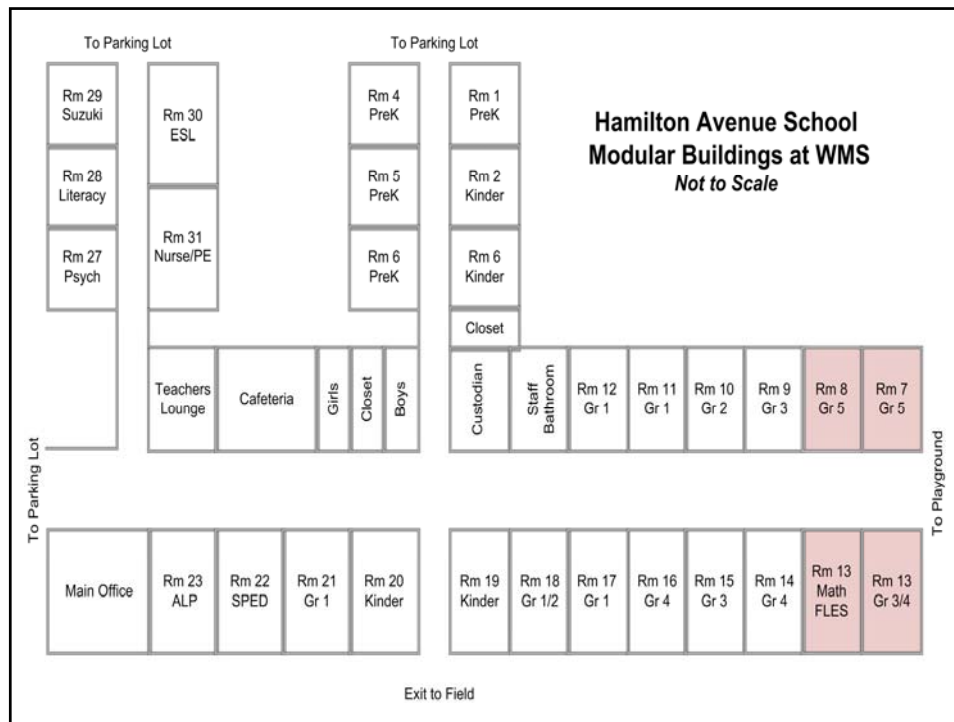 To Parking Lot
To Parking Lot
Hamilton Avenue School
Modular Buildings at WMS
Not to Scale
Rm 29
Suzuki
Rm 30
ESL
Rm 4
PreK
Rm 1
PreK
Rm 28
Literacy
Rm 5
PreK
Rm 2
Kinder
Rm 27
Psych
Rm 31
Nurse/PE
Rm 6
PreK
Rm 6
Kinder
Closet
Teachers
Lounge
Cafeteria
Girls
Closet
Boys
Custodian
Staff
Bathroom
Rm 12
Gr 1
Rm 11
Gr 1
Rm 10
Gr 2
Rm 9
Gr 3
Rm 8
Gr 5
Rm 7
Gr 5
To Parking Lot
To Playground
Main Office
Rm 23
ALP
Rm 22
SPED
Rm 21
Gr 1
Rm 20
Kinder
Rm 19
Kinder
Rm 18
Gr 1/2
Rm 17
Gr 1
Rm 16
Gr 4
Rm 15
Gr 3
Rm 14
Gr 4
Rm 13
Math
FLES
Rm 13
Gr 3/4
Exit to Field